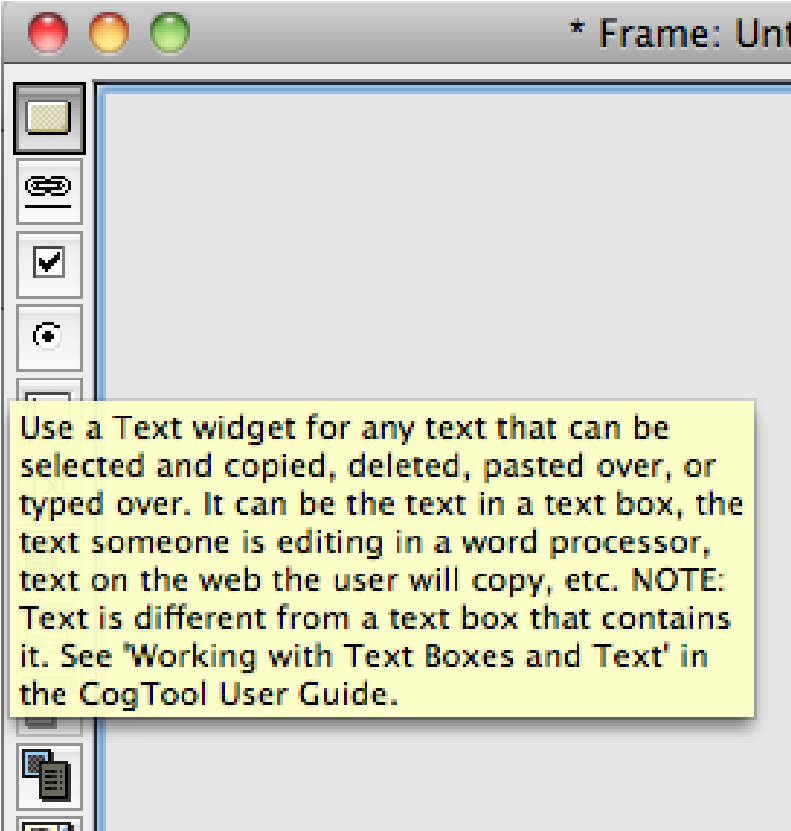 * Frame: Unt
Use a Text widget for any text that can be
selected and copied, deleted, pasted over, or
typed over. It can be the text in a text box, the
text someone is editing in a word processor,
text on the web the user will copy, etc. NOTE:
Text is different from a text box that contains
it. See 'Working with Text Boxes and Text' in
the CogTool User Guide.